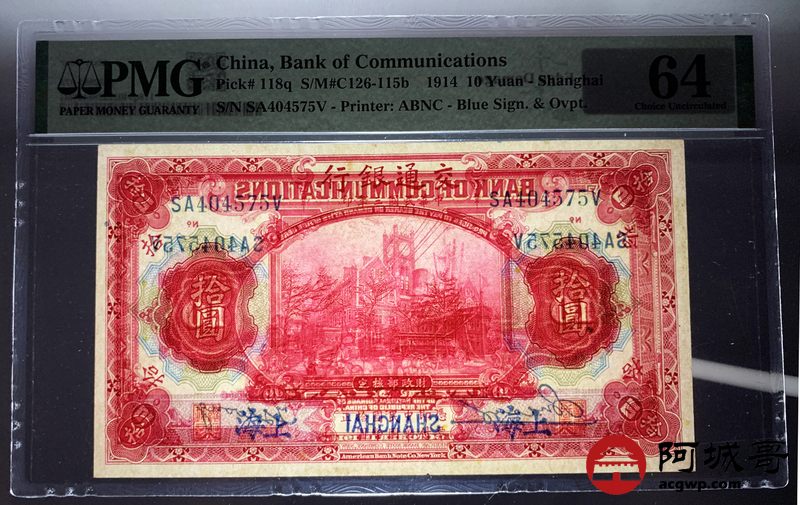 PMG
PAPER MONEY GUARANTY
China, Bank of Communications
Pick# 118q S/M#C126-115b 1914 10 Yuan - Shanghai
S/N SA404575V - Printer: ABNC - Blue Sign. & Ovpt.
64
Choice Uncirculated
行銀通交
BANK OF COMMUNICATIONS
SA404575V
SA404575V
SA404575V
SA404575V
拾圓
拾圓
定核部政財
上海
SHANGHAI
上海
American Bank Note Co. New York.
阿城哥
acgwp.com